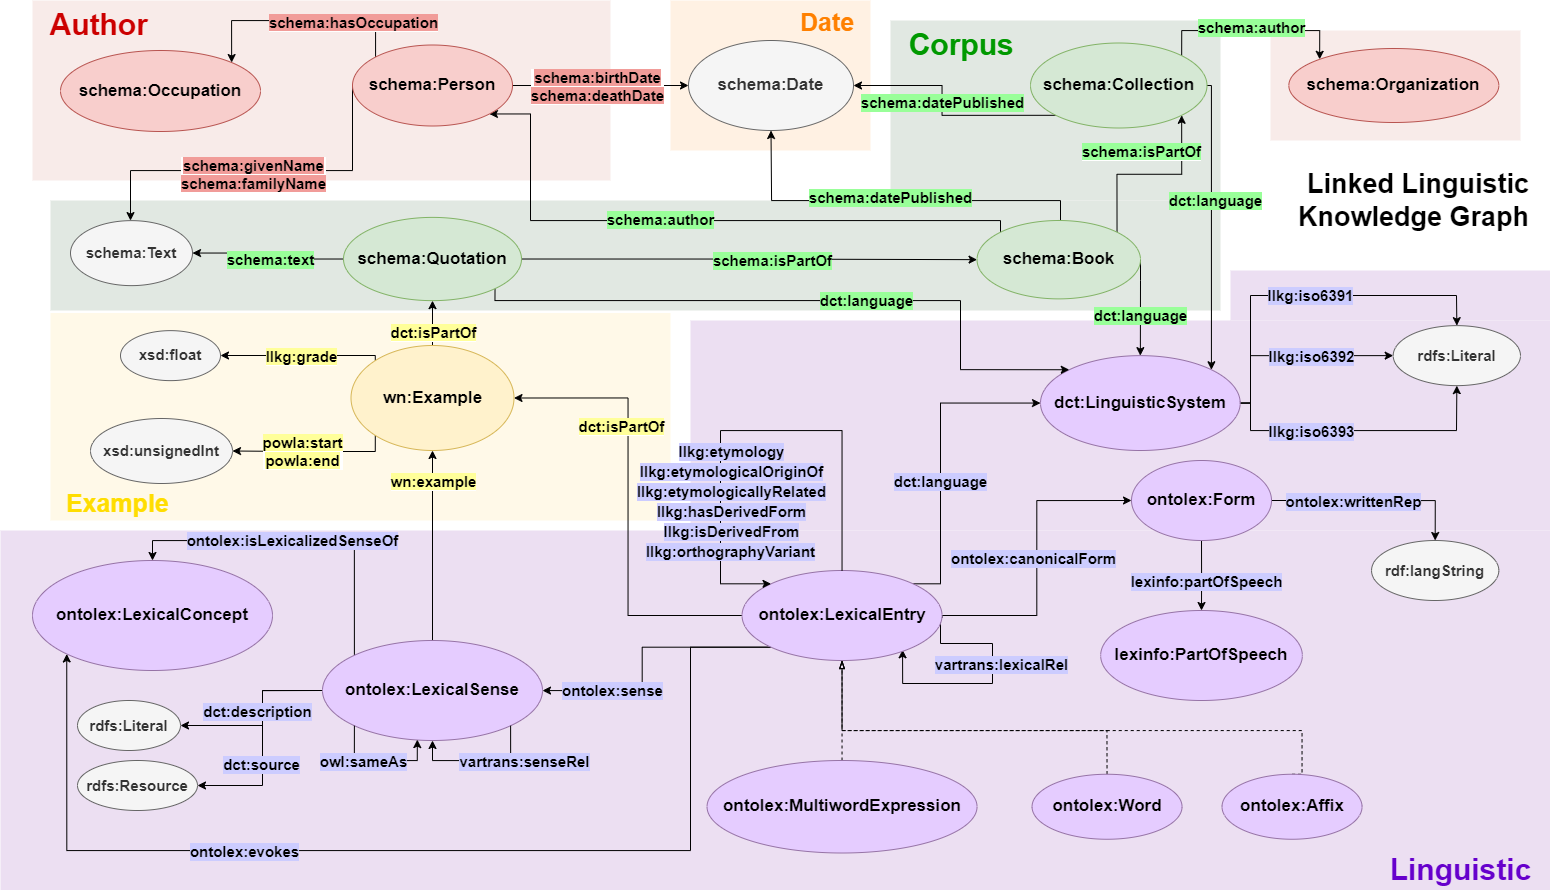 Author
schema:hasOccupation
schema:Occupation
schema:Person
schema:birthDate
schema:deathDate
schema:givenName
schema:familyName
Date
schema:Date
Corpus
schema:author
schema:Collection
schema:Organization
schema:datePublished
schema:isPartOf
dct:language
Linked Linguistic
Knowledge Graph
schema:datePublished
schema:author
schema:Text
schema:text
schema:Quotation
schema:isPartOf
schema:Book
dct:language
dct:language
dct:isPartOf
xsd:float
llkg:grade
wn:Example
dct:isPartOf
xsd:unsignedInt
powla:start
powla:end
wn:example
Example
dct:LinguisticSystem
llkg:iso6391
llkg:iso6392
llkg:iso6393
rdfs:Literal
llkg:etymology
llkg:etymologicalOriginOf
llkg:etymologicallyRelated
llkg:hasDerivedForm
llkg:isDerivedFrom
llkg:orthographyVariant
dct:language
ontolex:Form
ontolex:writtenRep
ontolex:canonicalForm
rdf:langString
lexinfo:partOfSpeech
lexinfo:PartOfSpeech
ontolex:isLexicalizedSenseOf
ontolex:LexicalConcept
ontolex:LexicalEntry
vartrans:lexicalRel
ontolex:LexicalSense
ontolex:sense
dct:description
rdfs:Literal
dct:source
rdfs:Resource
owl:sameAs
vartrans:senseRel
ontolex:MultiwordExpression
ontolex:Word
ontolex:Affix
ontolex:evokes
Linguistic